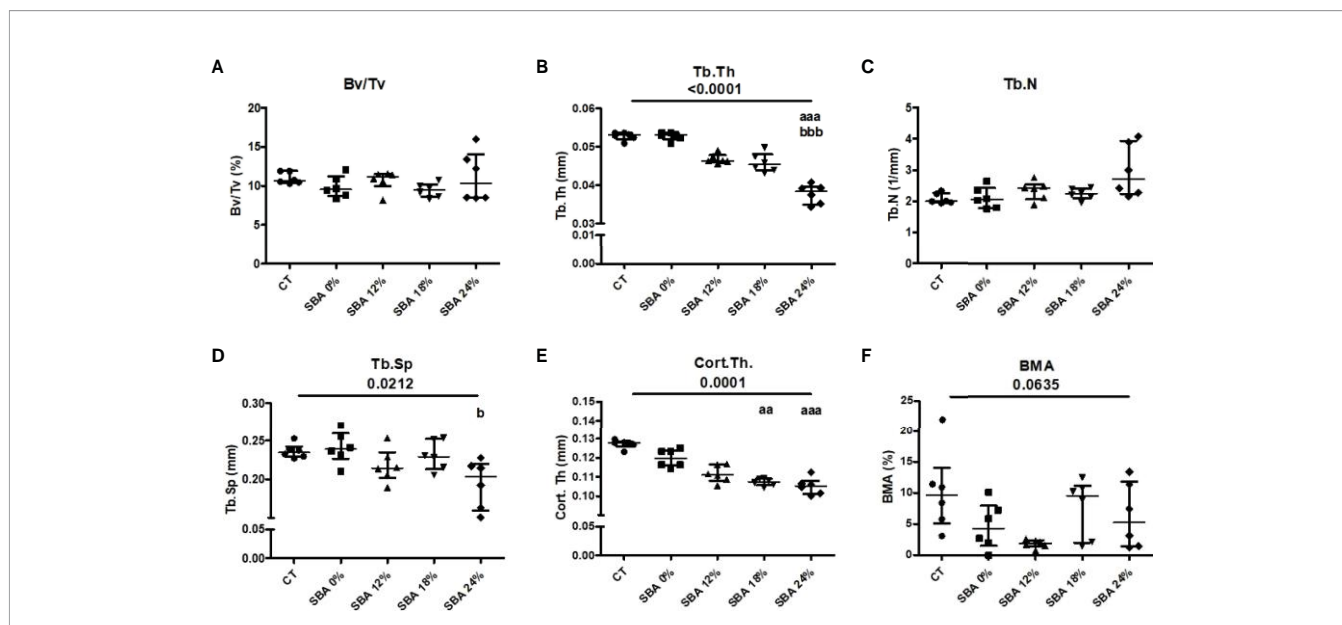 A
Bv/Tv
Bv/Tv (%)
20
15
10
5
0
CT
SBA 0%
SBA 12%
SBA 18%
SBA 24%
B
Tb.Th
<0.0001
aaa
bbb
Tb.Th (mm)
0.06
0.05
0.04
0.03
0.01
0.00
CT
SBA 0%
SBA 12%
SBA 18%
SBA 24%
C
Tb.N
Tb.N (1/mm)
5
4
3
2
1
0
CT
SBA 0%
SBA 12%
SBA 18%
SBA 24%
D
Tb.Sp
0.0212
b
Tb.Sp (mm)
0.30
0.25
0.20
0.05
0.00
CT
SBA 0%
SBA 12%
SBA 18%
SBA 24%
E
Cort.Th.
0.0001
aa
aaa
Cort. Th (mm)
0.15
0.14
0.13
0.12
0.11
0.10
0.05
0.00
CT
SBA 0%
SBA 12%
SBA 18%
SBA 24%
F
BMA
0.0635
BMA (%)
25
20
15
10
5
0
CT
SBA 0%
SBA 12%
SBA 18%
SBA 24%